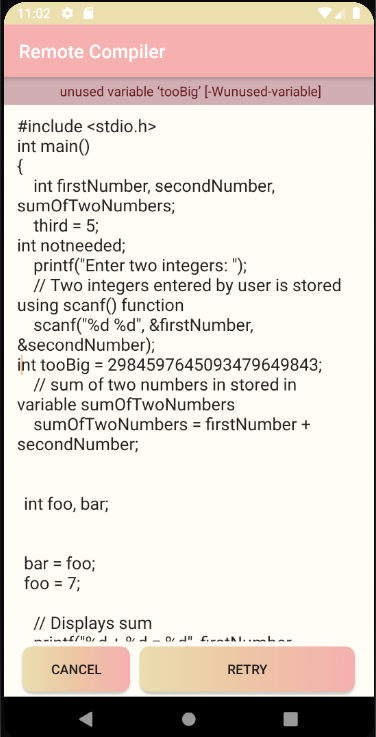 11:02
Remote Compiler
unused variable ‘tooBig’ [-Wunused-variable]
#include <stdio.h>
int main()
{
int firstNumber, secondNumber,
sumOfTwoNumbers;
third = 5;
int notneeded;
printf("Enter two integers: ");
// Two integers entered by user is stored
using scanf() function
scanf("%d %d", &firstNumber,
&secondNumber);
int tooBig = 2984597645093479649843;
// sum of two numbers in stored in
variable sumOfTwoNumbers
sumOfTwoNumbers = firstNumber +
secondNumber;
int foo, bar;
bar = foo;
foo = 7;
// Displays sum
printf("%d + %d = %d", firstNumber,
CANCEL
RETRY